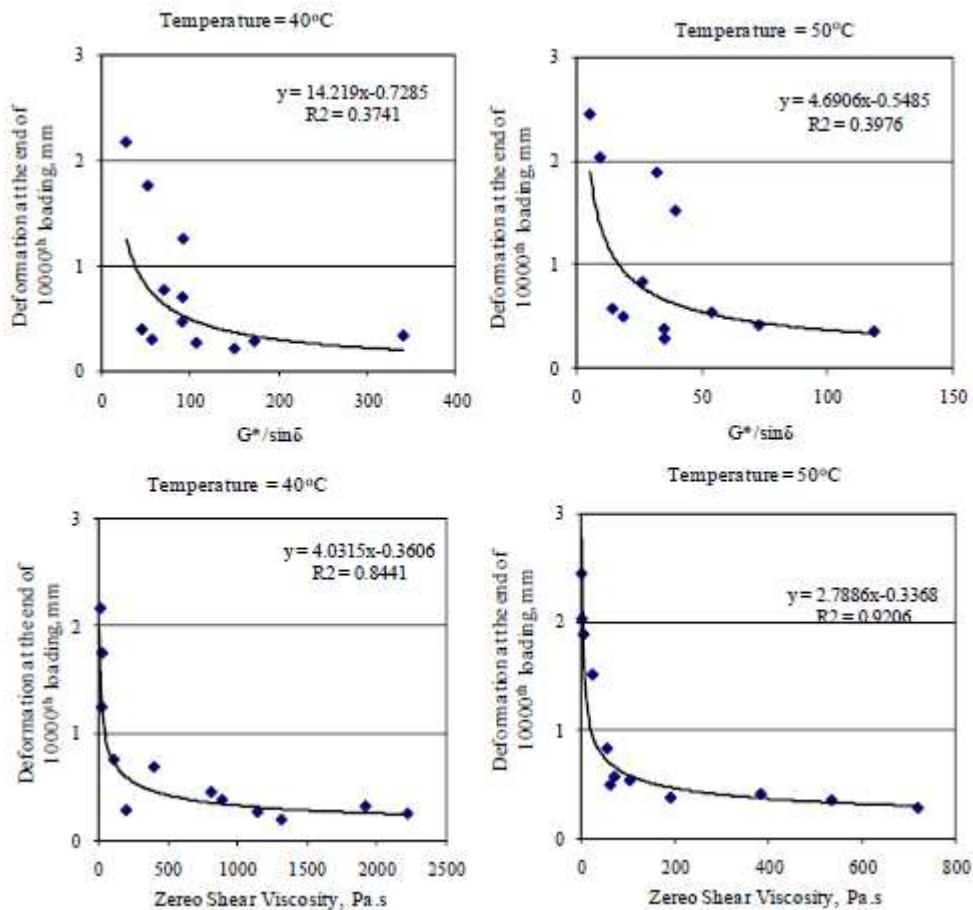 Temperature = 40°C
3
2
1
0
y = 14.219x-0.7285
R2 = 0.3741
Deformation at the end of
10000th loading, mm
0 100 200 300 400
G*/sinδ
Temperature = 50°C
3
2
1
0
y = 4.6906x-0.5485
R2 = 0.3976
Deformation at the end of
10000th loading, mm
0 50 100 150
G*/sinδ
Temperature = 40°C
3
2
1
0
y = 4.0315x-0.3606
R2 = 0.8441
Deformation at the end of
10000th loading, mm
0 500 1000 1500 2000 2500
Zereo Shear Viscosity, Pa.s
Temperature = 50°C
3
2
1
0
y = 2.7886x-0.3368
R2 = 0.9206
Deformation at the end of
10000th loading, mm
0 200 400 600 800
Zereo Shear Viscosity, Pa.s